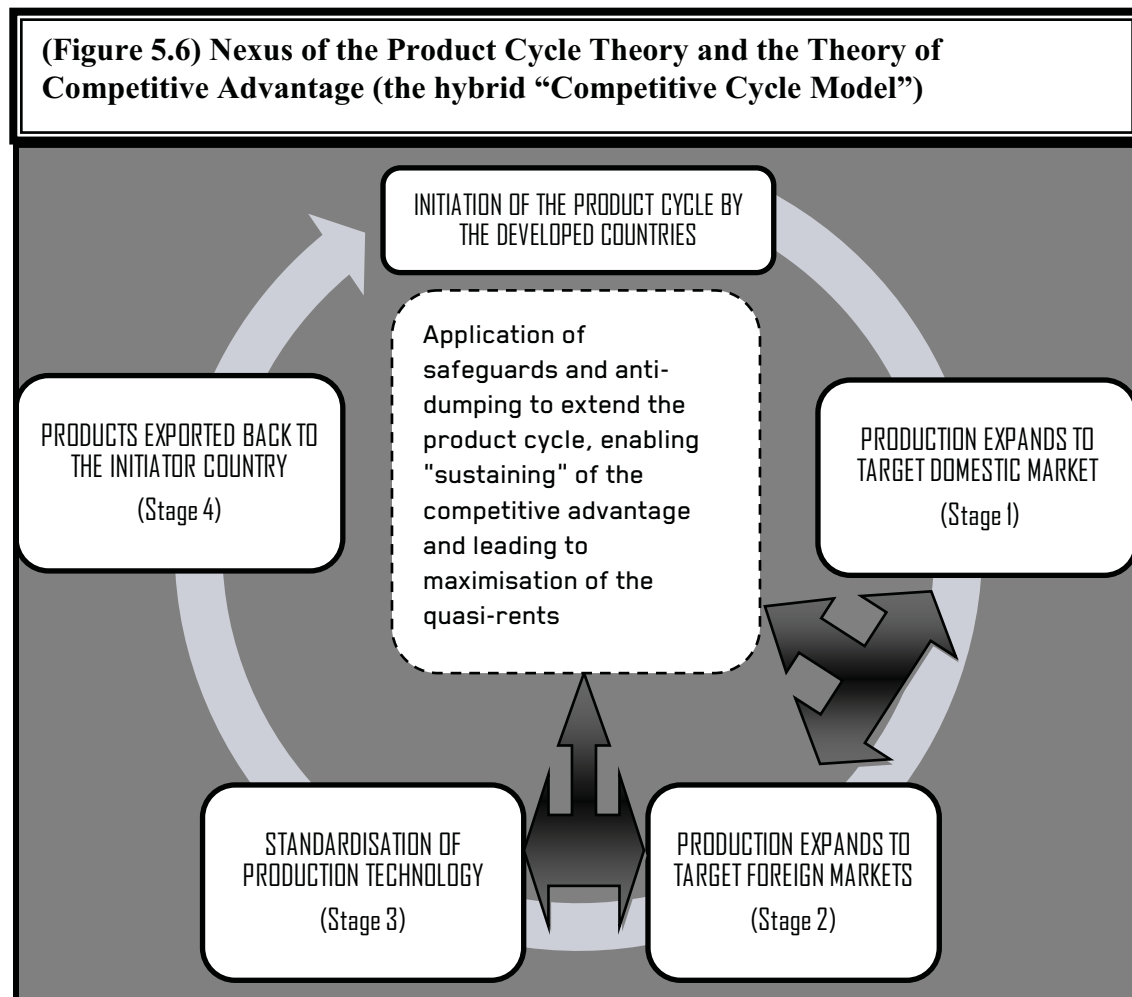 (Figure 5.6) Nexus of the Product Cycle Theory and the Theory of
Competitive Advantage (the hybrid “Competitive Cycle Model”)
INITIATION OF THE PRODUCT CYCLE BY
THE DEVELOPED COUNTRIES
Application of
safeguards and anti-
dumping to extend the
product cycle, enabling
"sustaining" of the
competitive advantage
and leading to
maximisation of the
quasi-rents
PRODUCTION EXPANDS TO
TARGET DOMESTIC MARKET
(Stage 1)
PRODUCTION EXPANDS TO
TARGET FOREIGN MARKETS
(Stage 2)
STANDARDISATION OF
PRODUCTION TECHNOLOGY
(Stage 3)
PRODUCTS EXPORTED BACK TO
THE INITIATOR COUNTRY
(Stage 4)